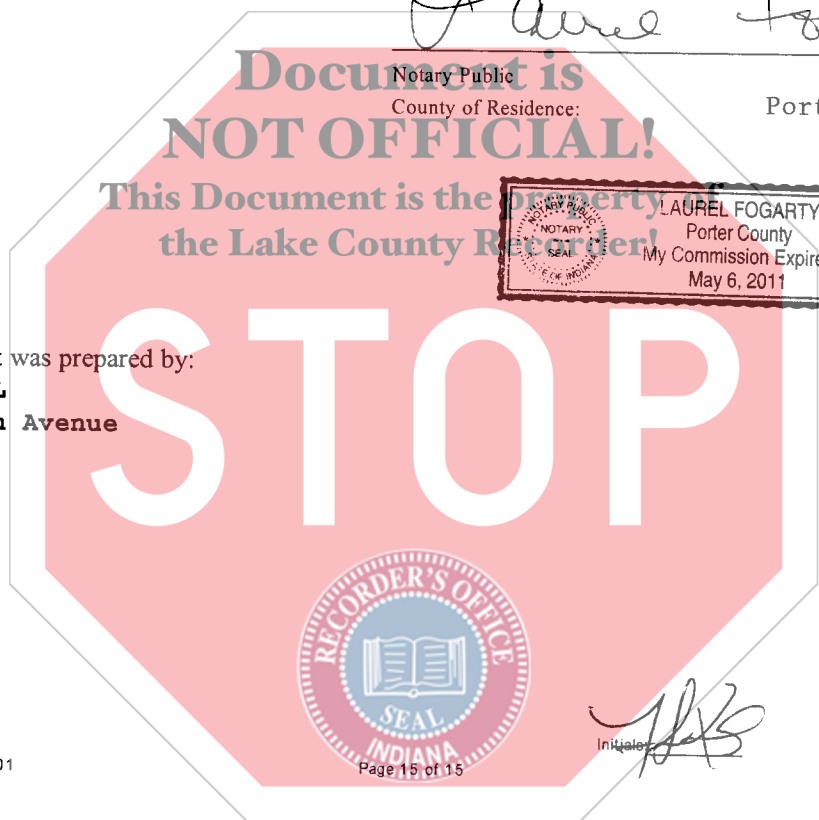 Laurel
Document is
Notary Public
County of Residence: Port
NOT OFFICIAL!
This Document is the property of
the Lake County Recorder!
NOTARY PUBLIC
NOTARY
SEAL
STATE OF INDIANA
LAUREL FOGARTY
Porter County
My Commission Expire
May 6, 2011
was prepared by:
Avenue
STOP
RECORDER'S OFFICE
SEAL
INDIANA
Initials:
01
Page 15 of 15